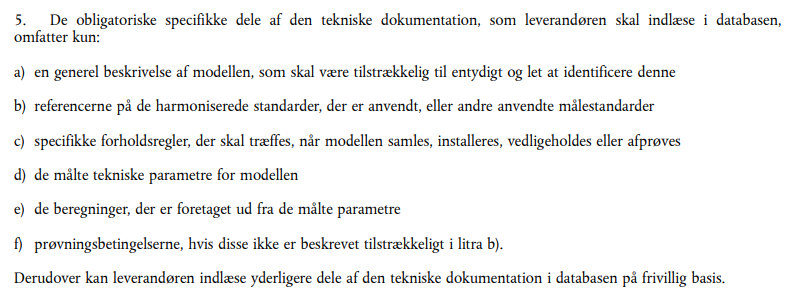 5. De obligatoriske specifikke dele af den tekniske dokumentation, som leverandøren skal indlæse i databasen,
omfatter kun:
a) en generel beskrivelse af modellen, som skal være tilstrækkelig til entydigt og let at identificere denne
b) referencerne på de harmoniserede standarder, der er anvendt, eller andre anvendte målestandarder
c) specifikke forholdsregler, der skal træffes, når modellen samles, installeres, vedligeholdes eller afprøves
d) de målte tekniske parametre for modellen
e) de beregninger, der er foretaget ud fra de målte parametre
f) prøvningsbetingelserne, hvis disse ikke er beskrevet tilstrækkeligt i litra b).
Derudover kan leverandøren indlæse yderligere dele af den tekniske dokumentation i databasen på frivillig basis.